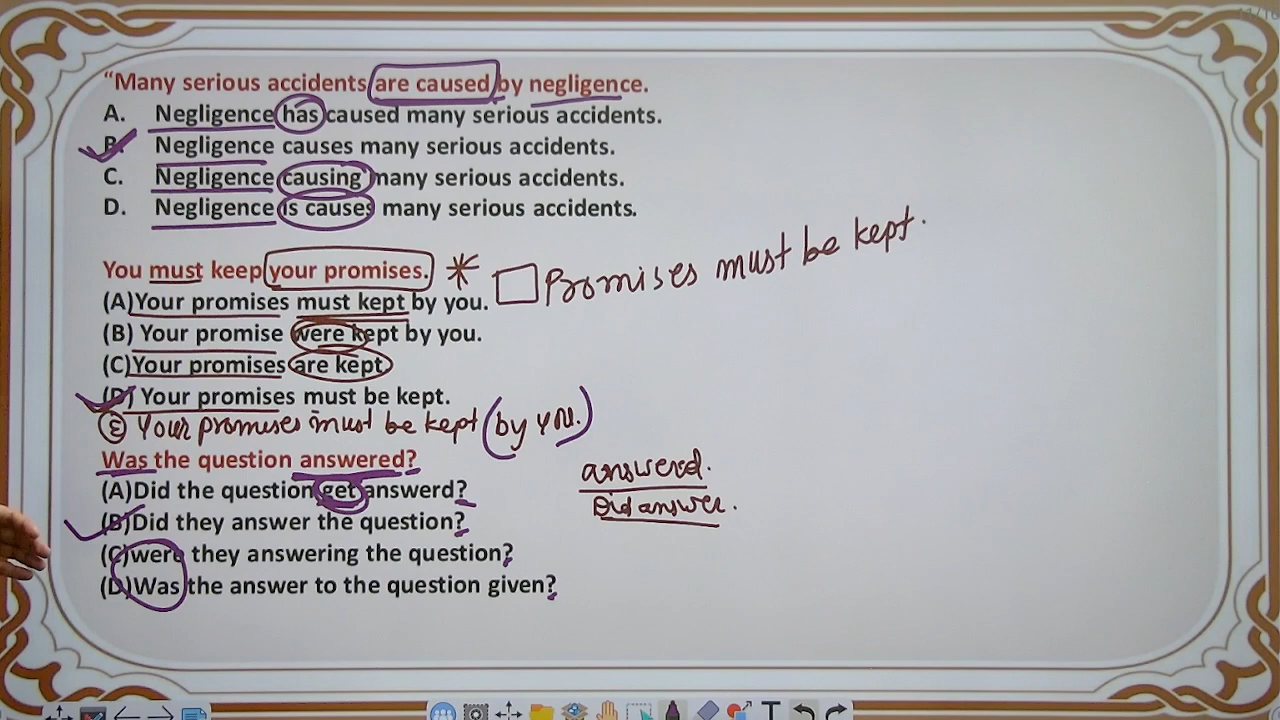 “Many serious accidents are caused by negligence.
A. Negligence has caused many serious accidents.
B. Negligence causes many serious accidents.
C. Negligence causing many serious accidents.
D. Negligence is causes many serious accidents.
You must keep your promises.
Promises must be kept.
(A)Your promises must kept by you.
(B) Your promise were kept by you.
(C)Your promises are kept.
(D) Your promises must be kept.
(E) Your promises must be kept (by you.)
Was the question answered?
(A)Did the question get answerd?
answered.
Did answer.
(B)Did they answer the question?
(C)were they answering the question?
(D)Was the answer to the question given?